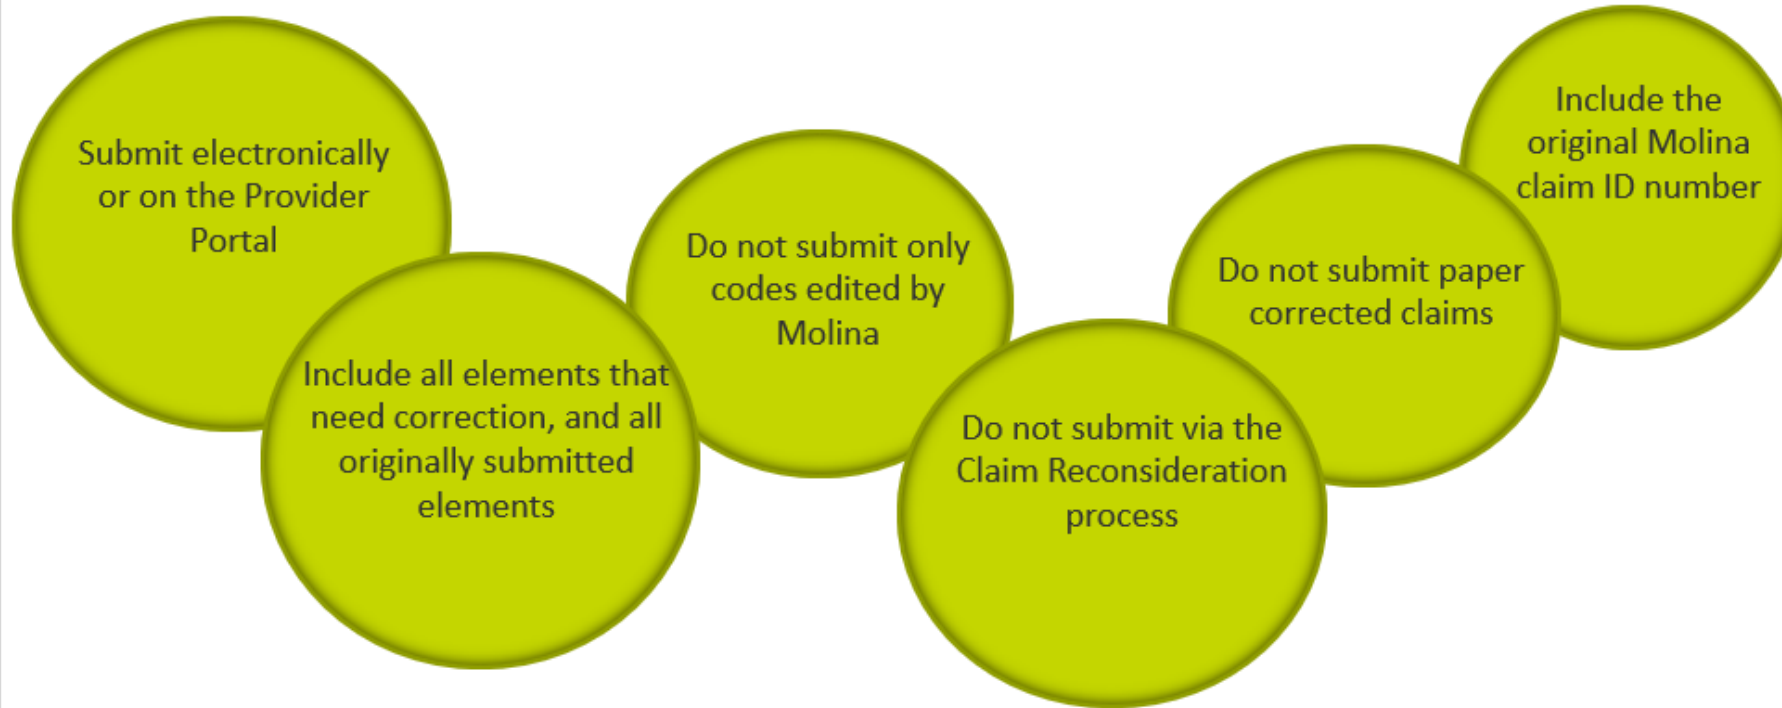 Submit electronically
or on the Provider
Portal
Include all elements that
need correction, and all
originally submitted
elements
Do not submit only
codes edited by
Molina
Do not submit via the
Claim Reconsideration
process
Do not submit paper
corrected claims
Include the
original Molina
claim ID number